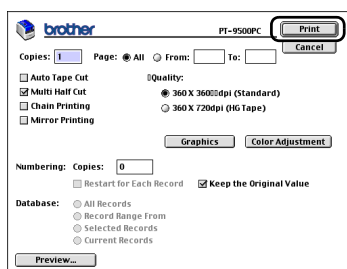 brother PT-9500PC Print
Cancel
Copies: 1 Page: All From: To:
Auto Tape Cut
Multi Half Cut
Chain Printing
Mirror Printing
Quality:
360 X 360 dpi (Standard)
360 X 720dpi (HG Tape)
Graphics Color Adjustment
Numbering: Copies: 0
Restart for Each Record Keep the Original Value
Database: All Records
Record Range From
Selected Records
Current Records
Preview...